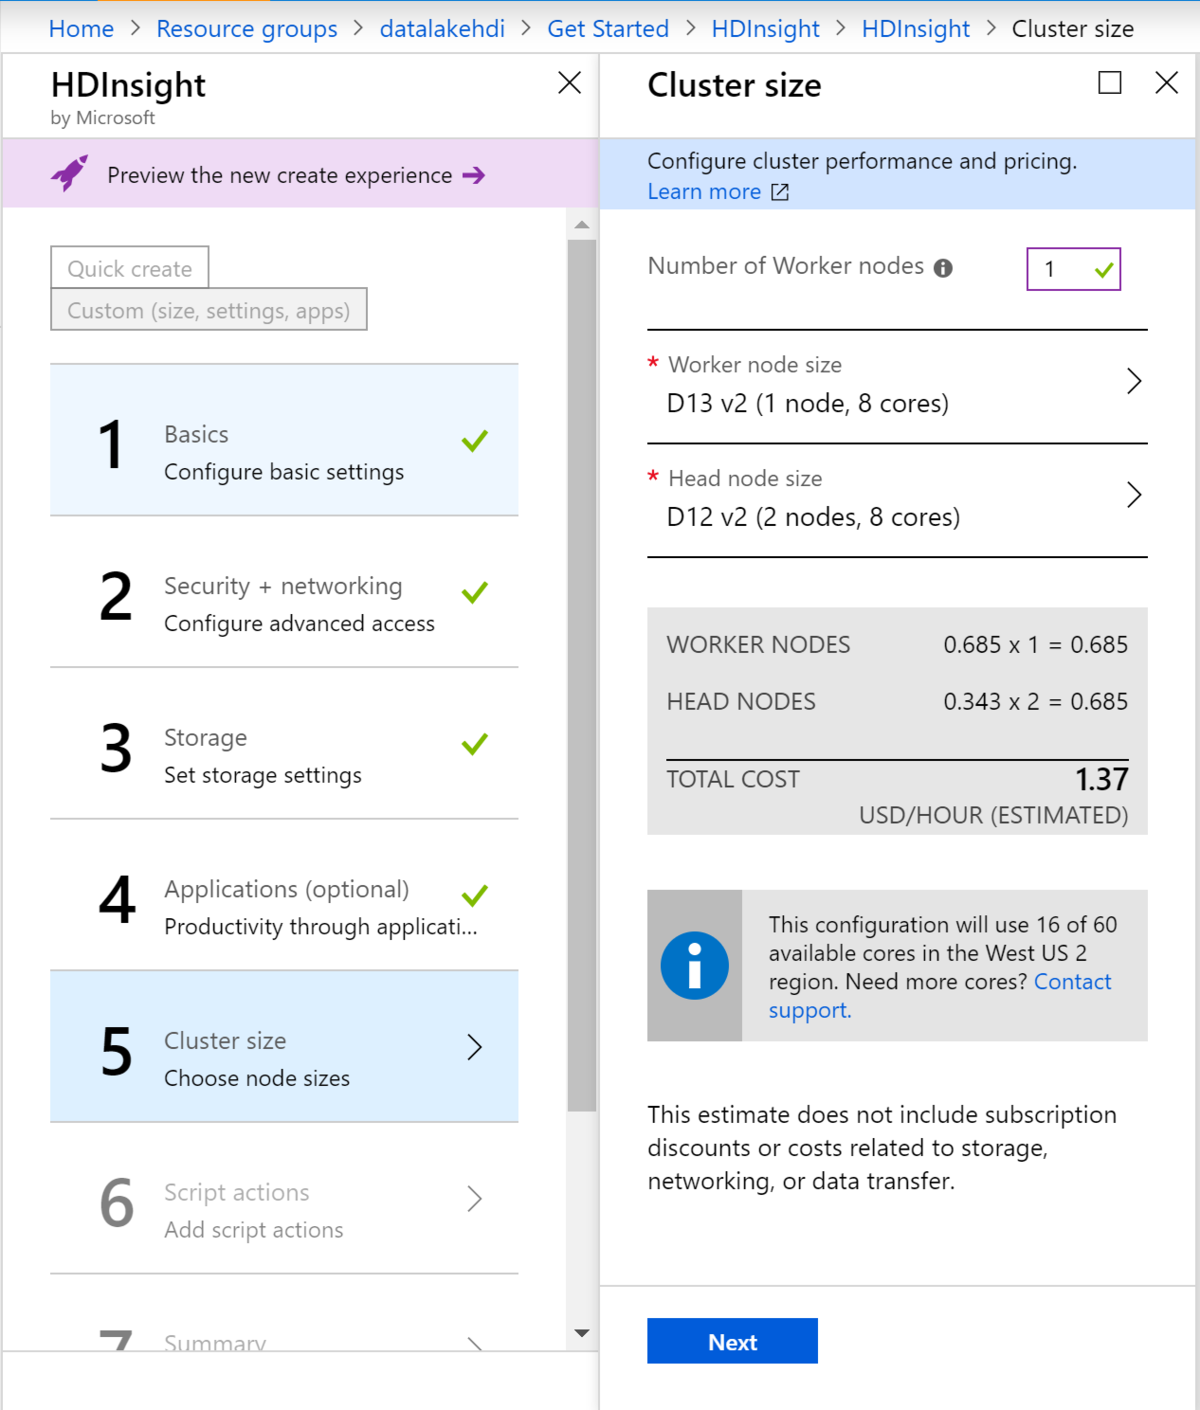 Home > Resource groups > datalakehdi > Get Started > HDInsight > HDInsight > Cluster size
HDInsight
by Microsoft
Preview the new create experience →
Quick create
Custom (size, settings, apps)
1
Basics
Configure basic settings
2
Security + networking
Configure advanced access
3
Storage
Set storage settings
4
Applications (optional)
Productivity through applicati...
5
Cluster size
Choose node sizes
6
Script actions
Add script actions
7
Summary
Cluster size
Configure cluster performance and pricing.
Learn more
Number of Worker nodes
1
* Worker node size
D13 v2 (1 node, 8 cores)
* Head node size
D12 v2 (2 nodes, 8 cores)
WORKER NODES 0.685 x 1 = 0.685
HEAD NODES 0.343 x 2 = 0.685
TOTAL COST 1.37
USD/HOUR (ESTIMATED)
This configuration will use 16 of 60
available cores in the West US 2
region. Need more cores? Contact
support.
This estimate does not include subscription
discounts or costs related to storage,
networking, or data transfer.
Next